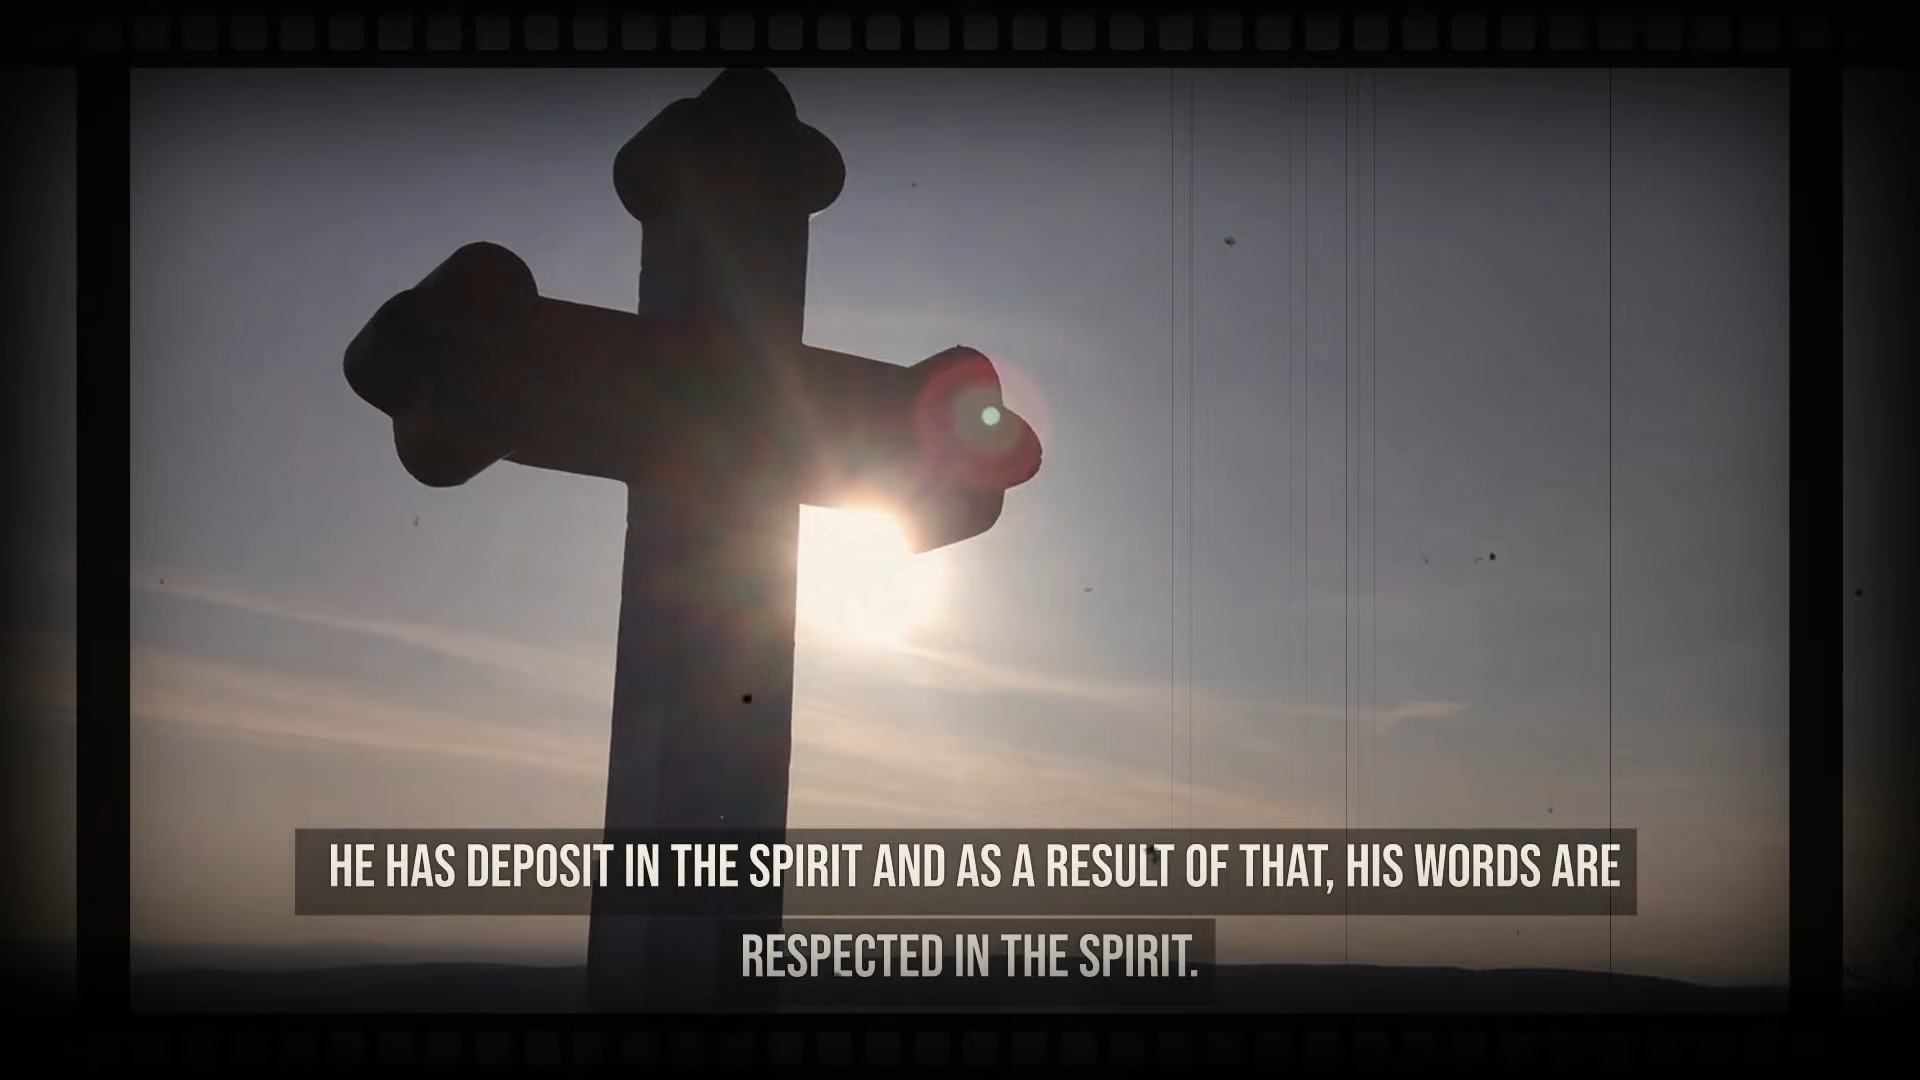 HE HAS DEPOSIT IN THE SPIRIT AND AS A RESULT OF THAT, HIS WORDS ARE
RESPECTED IN THE SPIRIT.